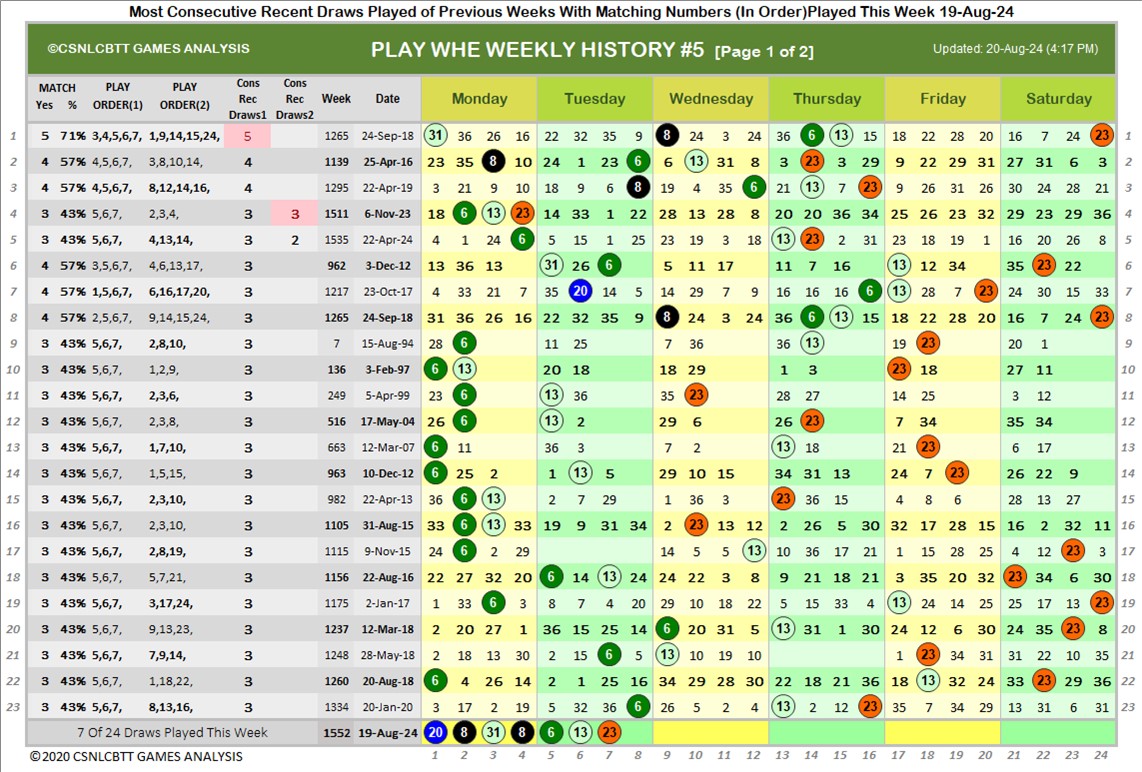 Most Consecutive Recent Draws Played of Previous Weeks With Matching Numbers (In Order)Played This Week 19-Aug-24
©CSNLCBTT GAMES ANALYSIS PLAY WHE WEEKLY HISTORY #5 [Page 1 of 2] Updated: 20-Aug-24 (4:17 PM)
MATCH Yes % PLAY ORDER(1) PLAY ORDER(2) Cons Rec Draws1 Cons Rec Draws2 Week Date Monday Tuesday Wednesday Thursday Friday Saturday
1 5 71% 3,4,5,6,7, 1,9,14,15,24, 5 1265 24-Sep-18 31 36 26 16 22 32 35 9 8 24 3 24 36 6 13 15 18 22 28 20 16 7 24 23 1
2 4 57% 4,5,6,7, 3,8,10,14, 4 1139 25-Apr-16 23 35 8 10 24 1 23 6 6 13 31 8 3 23 3 29 9 22 29 31 27 31 6 3 2
3 4 57% 4,5,6,7, 8,12,14,16, 4 1295 22-Apr-19 3 21 9 10 18 9 6 8 19 4 35 6 21 13 7 23 9 26 31 26 30 24 28 21 3
4 3 43% 5,6,7, 2,3,4, 3 3 1511 6-Nov-23 18 6 13 23 14 33 1 22 28 13 28 8 20 20 36 34 25 26 23 32 29 23 29 36 4
5 3 43% 5,6,7, 4,13,14, 3 2 1535 22-Apr-24 4 1 24 6 5 15 1 25 23 19 3 18 13 23 2 31 23 18 19 1 16 20 26 8 5
6 4 57% 3,5,6,7, 4,6,13,17, 3 962 3-Dec-12 13 36 13 31 26 6 5 11 17 11 7 16 13 12 34 35 23 22 6
7 4 57% 1,5,6,7, 6,16,17,20, 3 1217 23-Oct-17 4 33 21 7 35 20 14 5 14 29 7 9 16 16 16 6 13 28 7 23 24 30 15 33 7
8 4 57% 2,5,6,7, 9,14,15,24, 3 1265 24-Sep-18 31 36 26 16 22 32 35 9 8 24 3 24 36 6 13 15 18 22 28 20 16 7 24 23 8
9 3 43% 5,6,7, 2,8,10, 3 7 15-Aug-94 28 6 11 25 7 36 36 13 19 23 20 1 9
10 3 43% 5,6,7, 1,2,9, 3 136 3-Feb-97 6 13 20 18 18 29 1 3 23 18 27 11 10
11 3 43% 5,6,7, 2,3,6, 3 249 5-Apr-99 23 6 13 36 35 23 28 27 14 25 3 12 11
12 3 43% 5,6,7, 2,3,8, 3 516 17-May-04 26 6 13 2 29 6 26 23 7 34 35 34 12
13 3 43% 5,6,7, 1,7,10, 3 663 12-Mar-07 6 11 36 3 7 2 13 18 21 23 6 17 13
14 3 43% 5,6,7, 1,5,15, 3 963 10-Dec-12 6 25 2 1 13 5 29 10 15 34 31 13 24 7 23 26 22 9 14
15 3 43% 5,6,7, 2,3,10, 3 982 22-Apr-13 36 6 13 2 7 29 1 36 3 23 36 15 4 8 6 28 13 27 15
16 3 43% 5,6,7, 2,3,10, 3 1105 31-Aug-15 33 6 13 33 19 9 31 34 2 23 13 12 2 26 5 30 32 17 28 15 16 2 32 11 16
17 3 43% 5,6,7, 2,8,19, 3 1115 9-Nov-15 24 6 2 29 14 5 5 13 10 36 17 21 1 15 28 25 4 12 23 3 17
18 3 43% 5,6,7, 5,7,21, 3 1156 22-Aug-16 22 27 32 20 6 14 13 24 24 22 3 8 9 21 18 21 3 35 20 32 23 34 6 30 18
19 3 43% 5,6,7, 3,17,24, 3 1175 2-Jan-17 1 33 6 3 8 7 4 20 29 10 18 22 5 15 33 4 13 24 14 25 25 17 13 23 19
20 3 43% 5,6,7, 9,13,23, 3 1237 12-Mar-18 2 20 27 1 36 15 25 14 6 20 31 5 13 31 1 30 24 12 6 30 24 35 23 8 20
21 3 43% 5,6,7, 7,9,14, 3 1248 28-May-18 2 18 13 30 2 15 6 5 13 10 19 10 1 23 34 31 31 22 10 35 21
22 3 43% 5,6,7, 1,18,22, 3 1260 20-Aug-18 6 4 26 14 2 1 25 16 34 29 28 30 22 18 21 36 18 13 24 32 33 23 29 36 22
23 3 43% 5,6,7, 8,13,16, 3 1334 20-Jan-20 3 17 2 19 5 32 36 6 26 5 2 4 13 2 12 23 35 7 34 29 13 31 6 31 23
7 Of 24 Draws Played This Week 1552 19-Aug-24 20 8 31 8 6 13 23
©2020 CSNLCBTT GAMES ANALYSIS 1 2 3 4 5 6 7 8 9 10 11 12 13 14 15 16 17 18 19 20 21 22 23 24